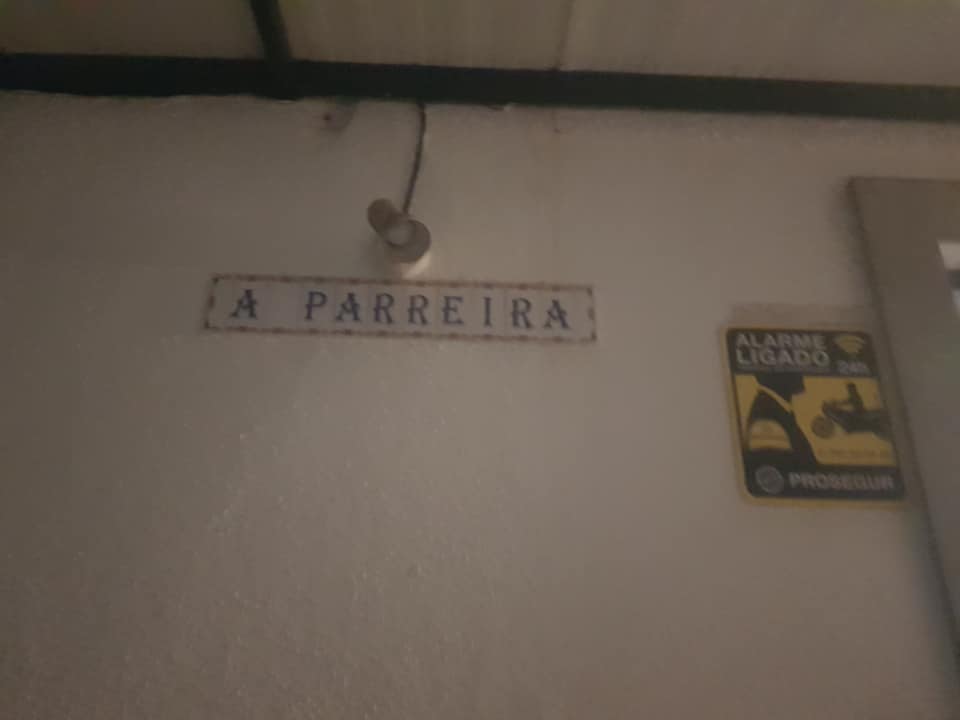 A PARREIRA
ALARME
LIGADO
24h
PROSEGUR